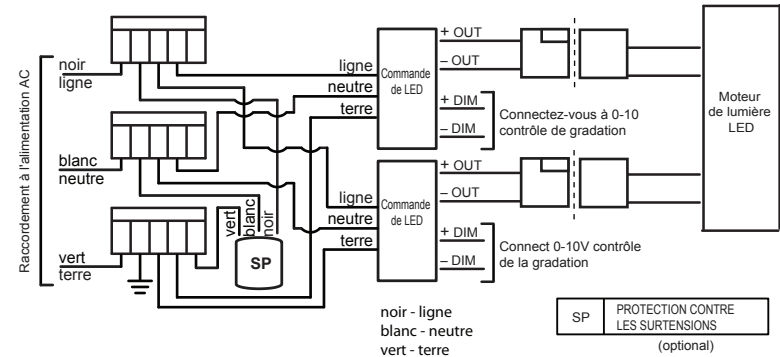 Raccordement à l'alimentation AC
noir
ligne
blanc
neutre
vert
terre
vert
blanc
noir
SP
ligne
neutre
terre
Commande
de LED
+ OUT
– OUT
+ DIM
– DIM
Connectez-vous à 0-10
contrôle de gradation
ligne
neutre
terre
Commande
de LED
+ OUT
– OUT
+ DIM
– DIM
Connect 0-10V contrôle
de la gradation
Moteur
de lumière
LED
noir - ligne
blanc - neutre
vert - terre
SP
PROTECTION CONTRE
LES SURTENSIONS
(optional)